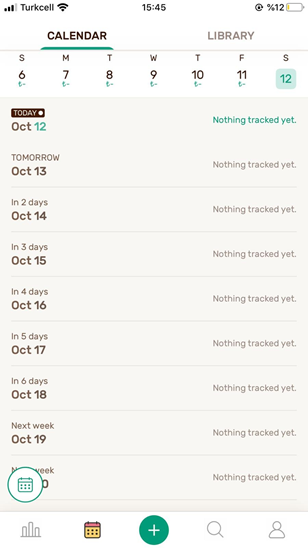 Turkcell 15:45 %12
CALENDAR LIBRARY
S M T W T F S
6 7 8 9 10 11 12
₺- ₺- ₺- ₺- ₺- ₺-
TODAY
Oct 12 Nothing tracked yet.
TOMORROW
Oct 13 Nothing tracked yet.
In 2 days
Oct 14 Nothing tracked yet.
In 3 days
Oct 15 Nothing tracked yet.
In 4 days
Oct 16 Nothing tracked yet.
In 5 days
Oct 17 Nothing tracked yet.
In 6 days
Oct 18 Nothing tracked yet.
Next week
Oct 19 Nothing tracked yet.
week
0 Nothing tracked yet.